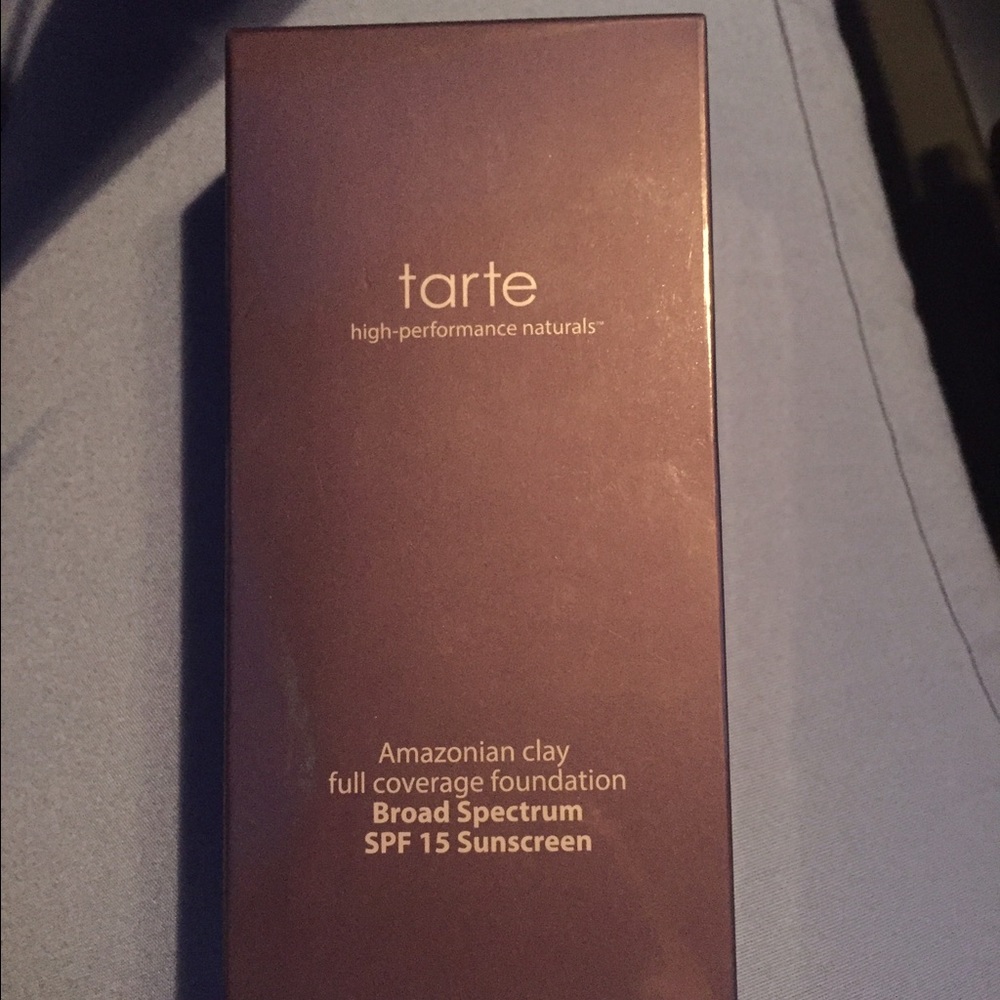 tarte
high-performance naturals™
Amazonian clay
full coverage foundation
Broad Spectrum
SPF 15 Sunscreen